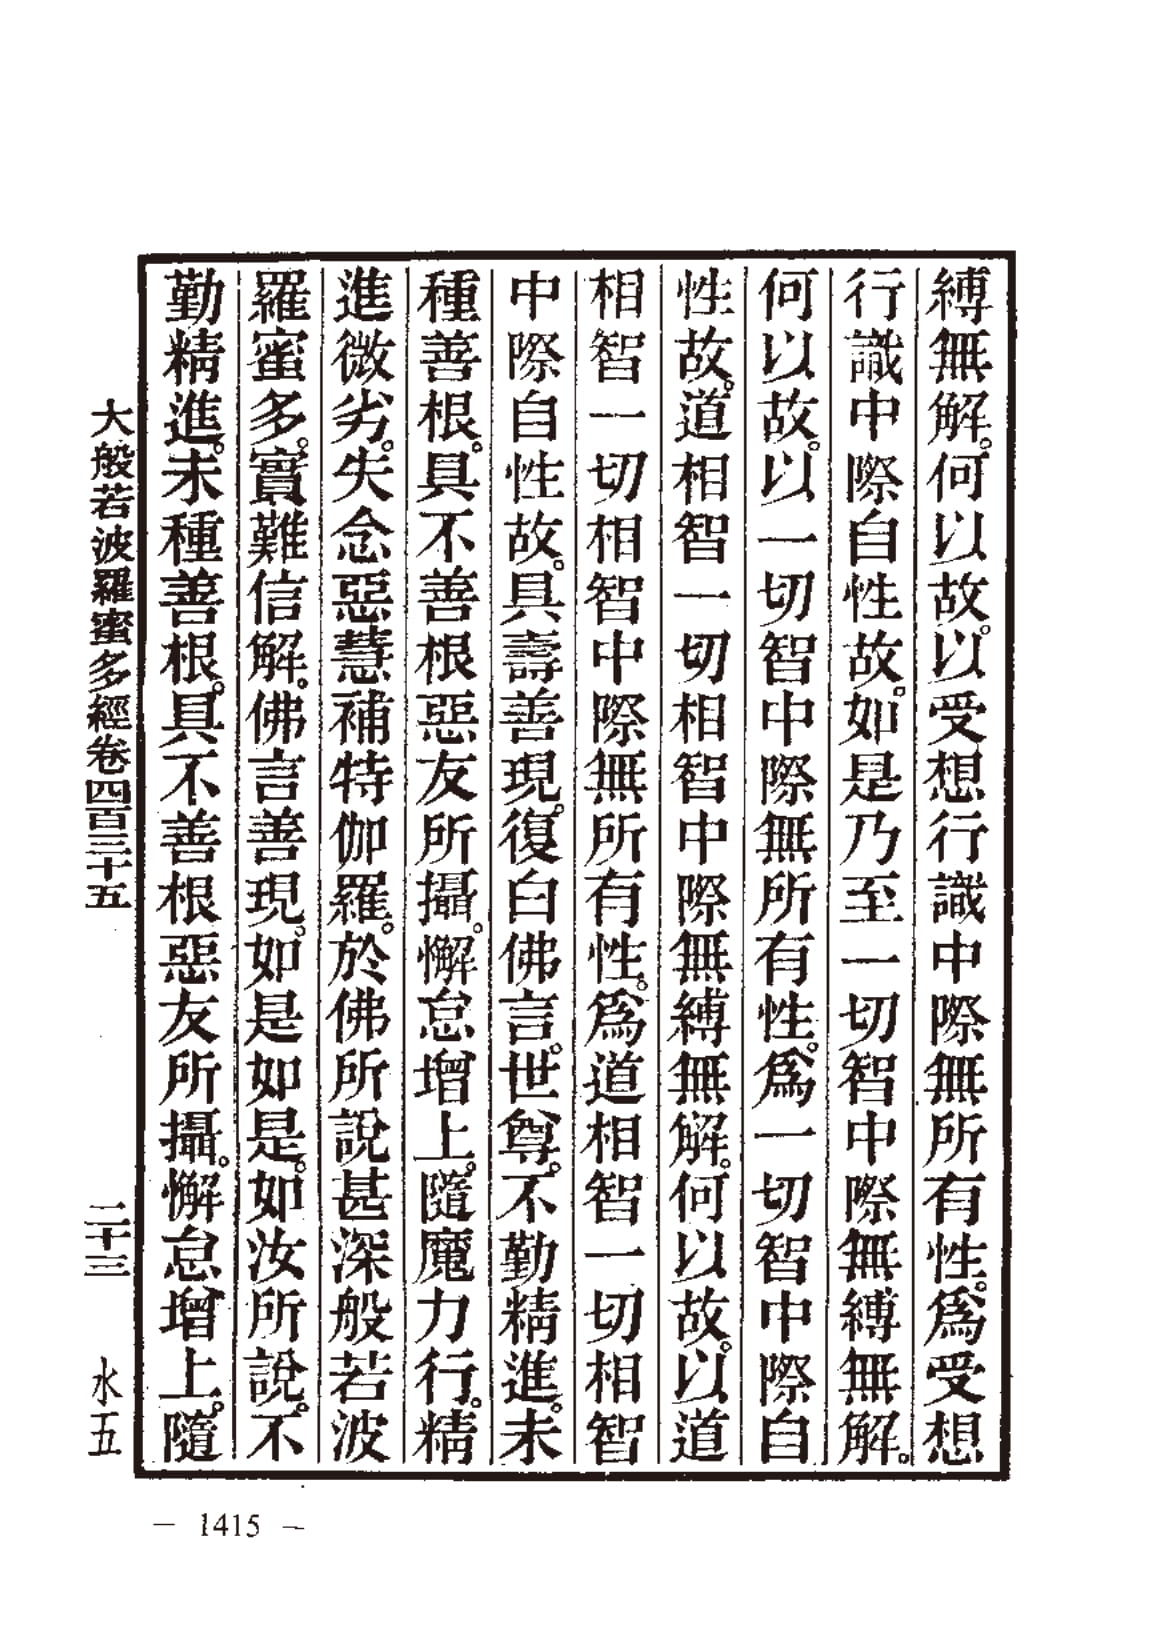 縛無解。何以故。以受想行識中際無所有性。爲受想
行識中際自性故。如是乃至一切智中際無縛無解。
何以故。以一切智中際無所有性。爲一切智中際自
性故。道相智一切相智中際無縛無解。何以故。以道
相智一切相智中際無所有性。爲道相智一切相智
中際自性故。具壽善現。復白佛言。世尊。不勤精進。未
種善根。具不善根惡友所攝。懈怠增上。隨魔力行。精
進微劣。失念惡慧補特伽羅。於佛所說甚深般若波
羅蜜多。實難信解。佛言善現。如是如是。如汝所說。不
勤精進。未種善根。具不善根惡友所攝。懈怠增上。隨
大般若波羅蜜多經卷四百三十五 二十三 水五
— 1415 —